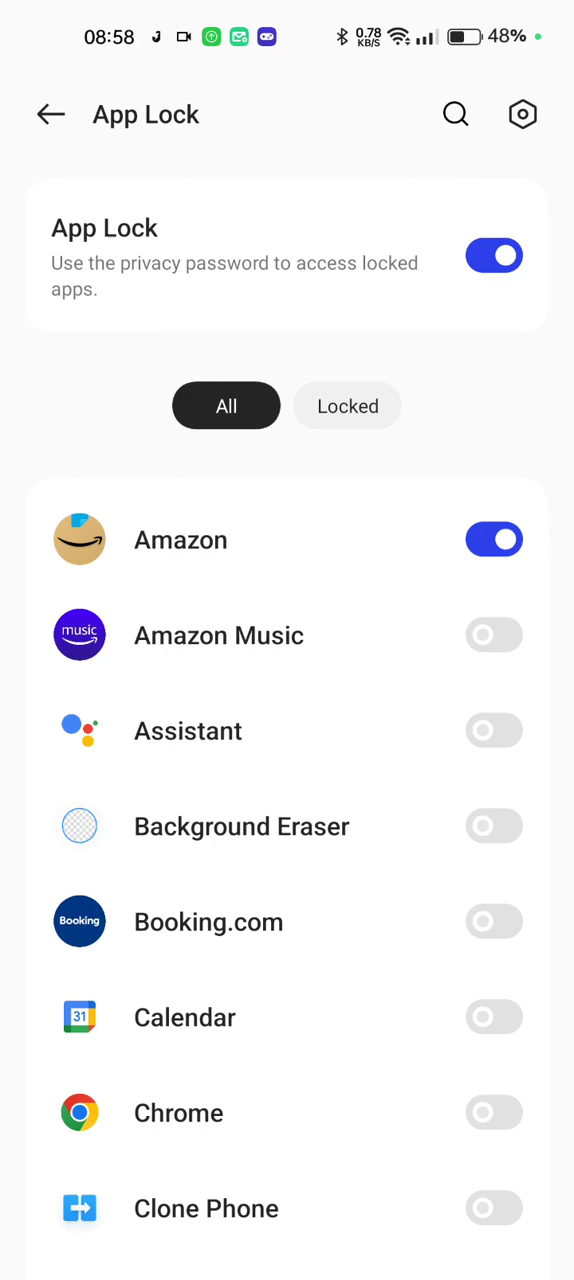 08:58
0.78
KB/S
48%
App Lock
App Lock
Use the privacy password to access locked
apps.
All
Locked
Amazon
music
Amazon Music
Assistant
Background Eraser
Booking
Booking.com
31
Calendar
Chrome
Clone Phone